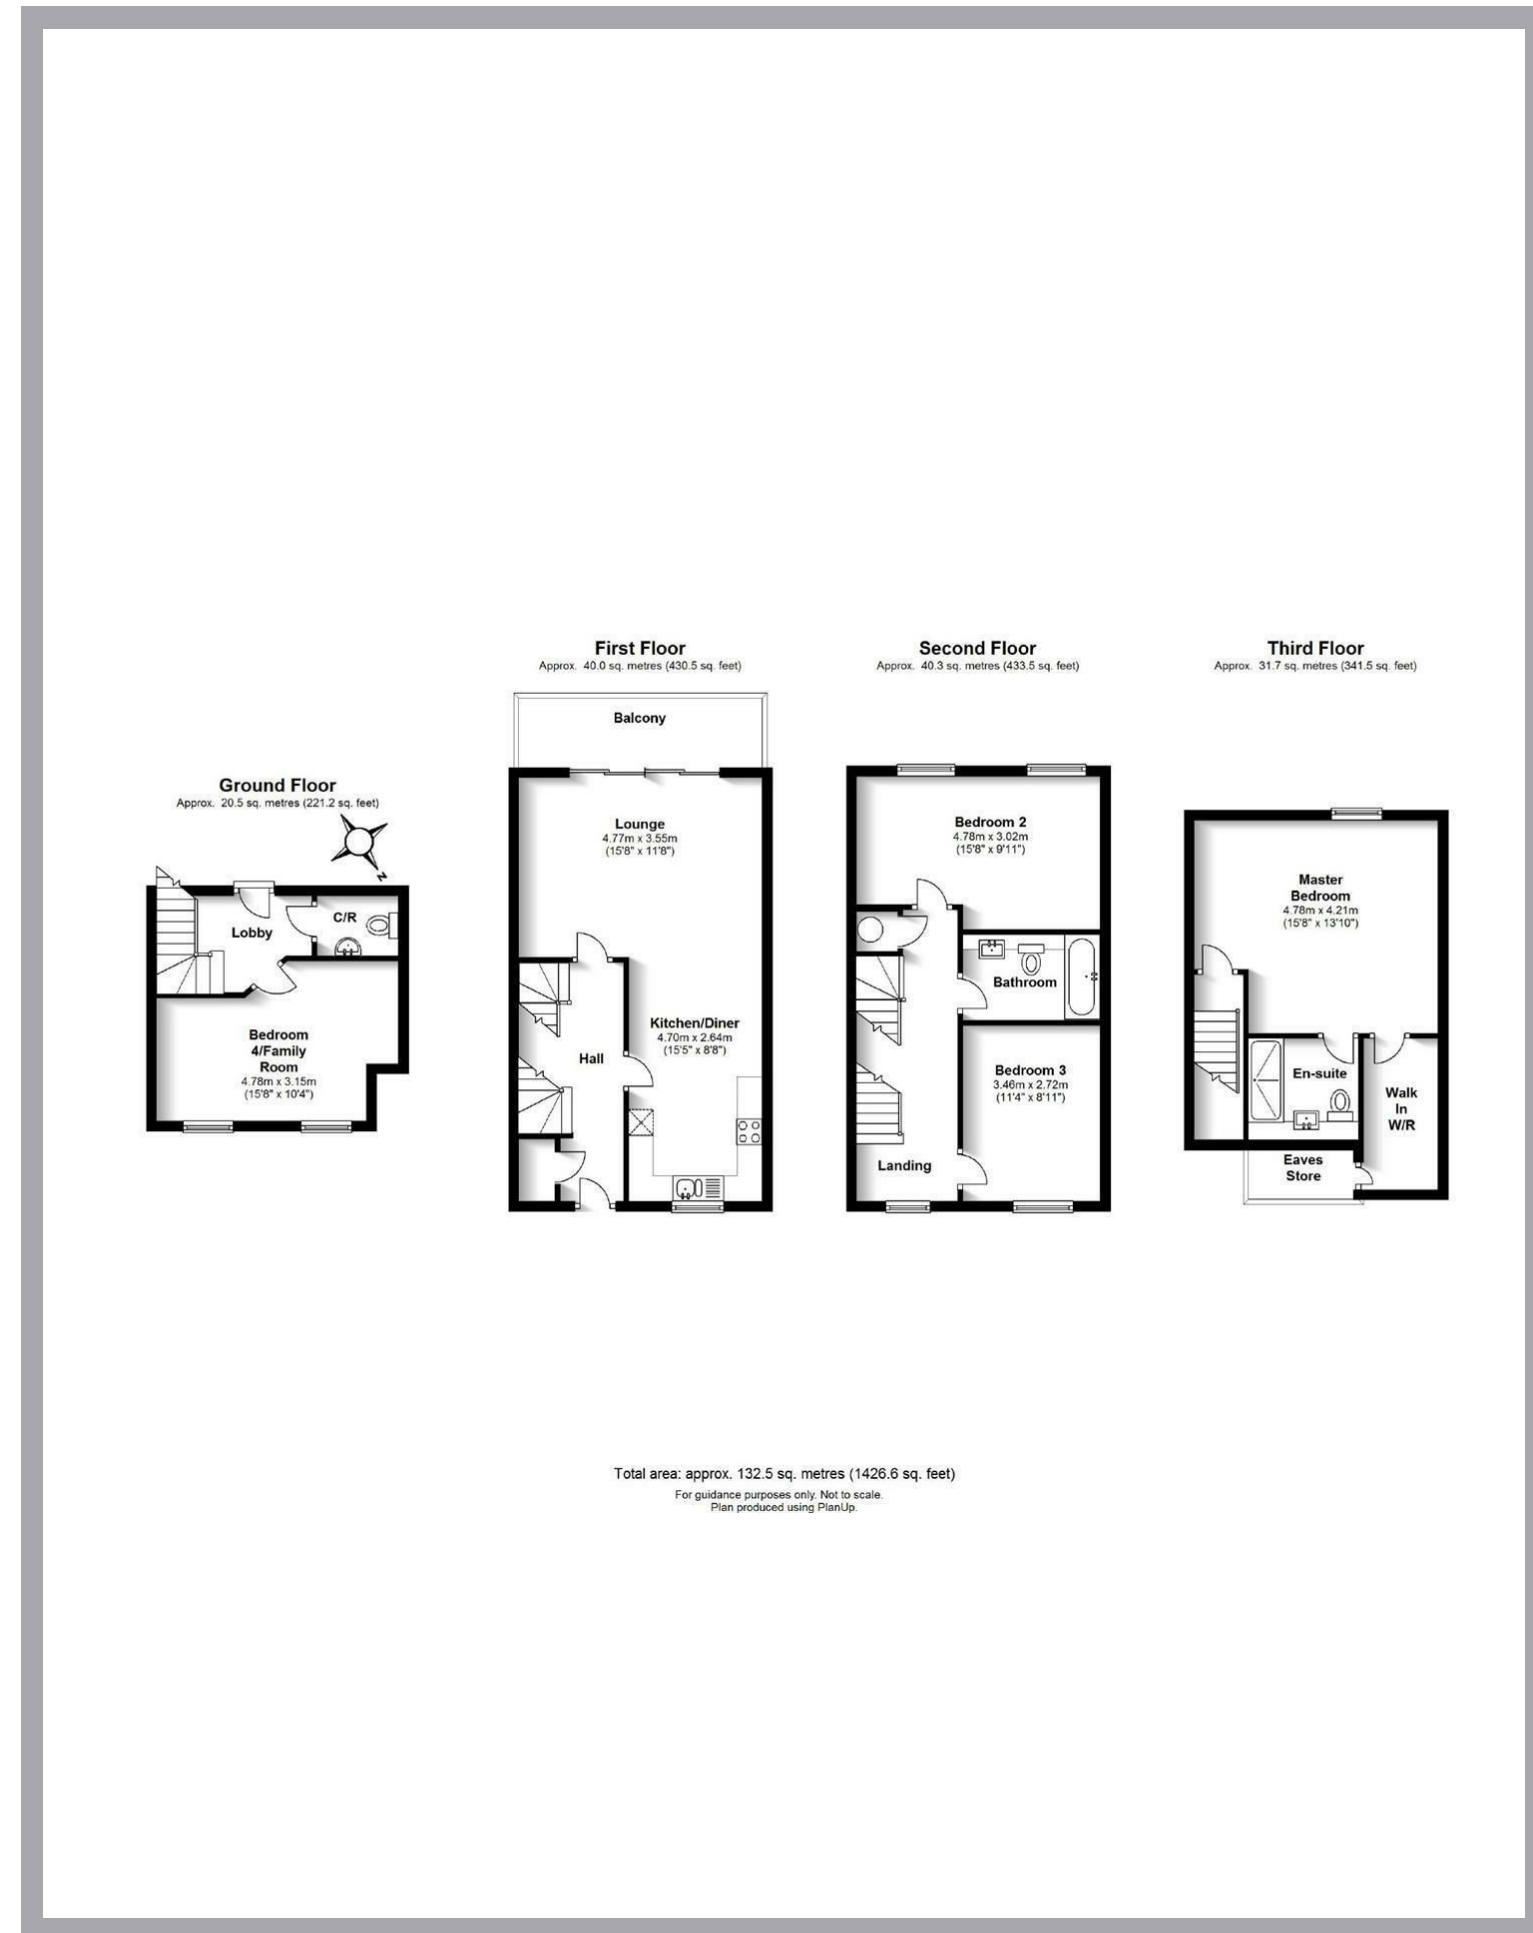 Ground Floor
Approx. 20.5 sq. metres (221.2 sq. feet)
N
Lobby
C/R
Bedroom
4/Family
Room
4.78m x 3.15m
(15'8" x 10'4")
First Floor
Approx. 40.0 sq. metres (430.5 sq. feet)
Balcony
Lounge
4.77m x 3.55m
(15'8" x 11'8")
Kitchen/Diner
4.70m x 2.64m
(15'5" x 8'8")
Hall
Second Floor
Approx. 40.3 sq. metres (433.5 sq. feet)
Bedroom 2
4.78m x 3.02m
(15'8" x 9'11")
Bathroom
Bedroom 3
3.46m x 2.72m
(11'4" x 8'11")
Landing
Third Floor
Approx. 31.7 sq. metres (341.5 sq. feet)
Master
Bedroom
4.78m x 4.21m
(15'8" x 13'10")
En-suite
Walk
In
W/R
Eaves
Store
Total area: approx. 132.5 sq. metres (1426.6 sq. feet)
For guidance purposes only. Not to scale.
Plan produced using PlanUp.